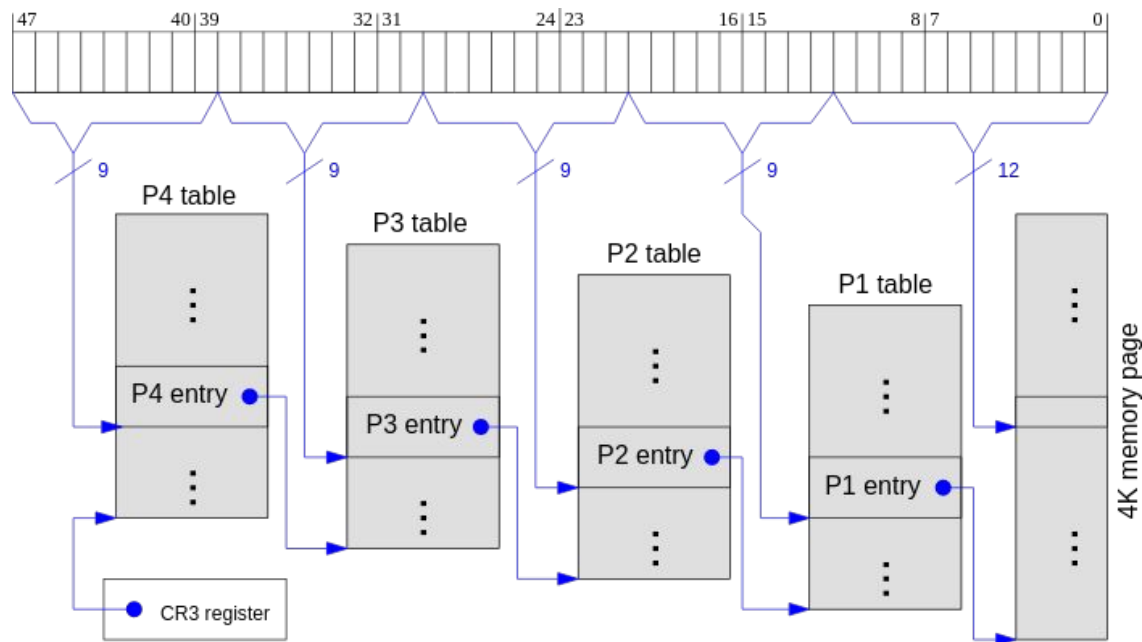 47 40 39 32 31 24 23 16 15 8 7 0
9 9 9 9 12
P4 table
P3 table
P2 table
P1 table
P4 entry
P3 entry
P2 entry
P1 entry
4K memory page
CR3 register